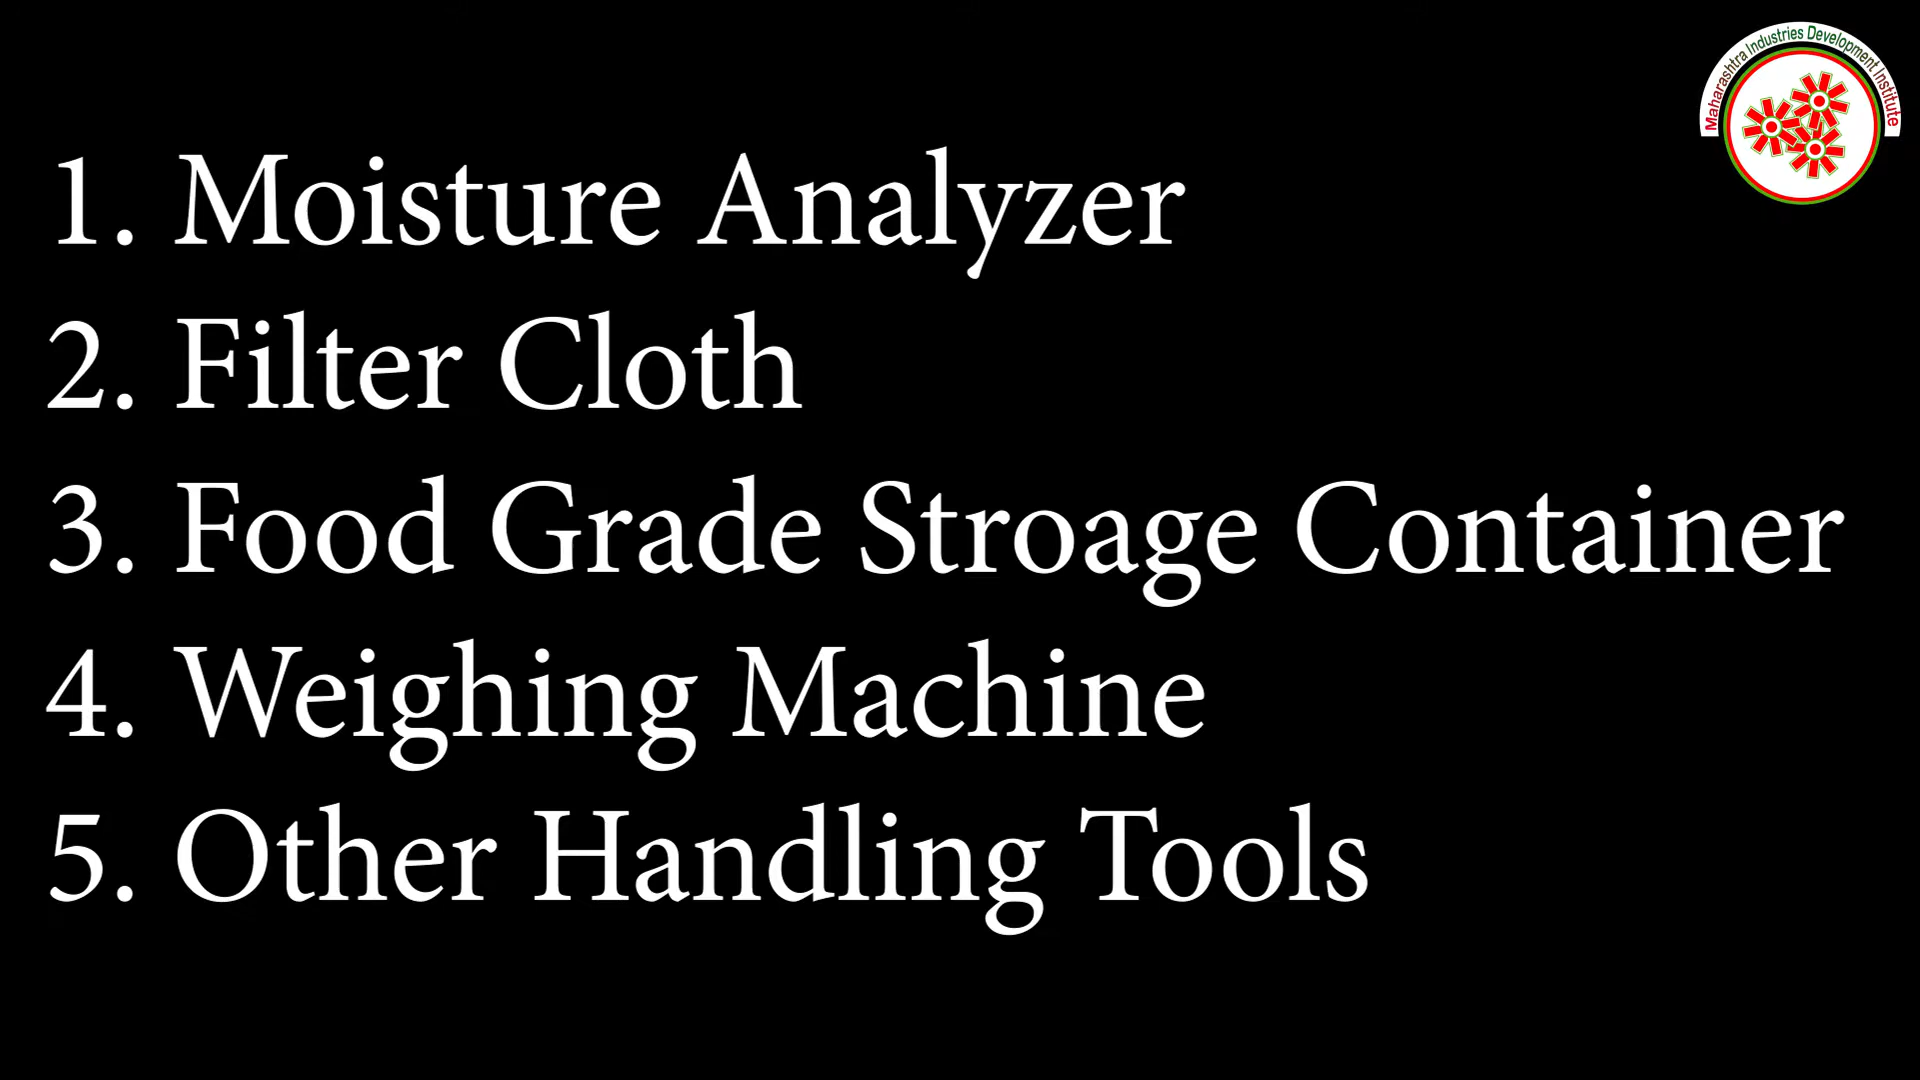 Maharashtra Industries Development Institute
1. Moisture Analyzer
2. Filter Cloth
3. Food Grade Stroage Container
4. Weighing Machine
5. Other Handling Tools